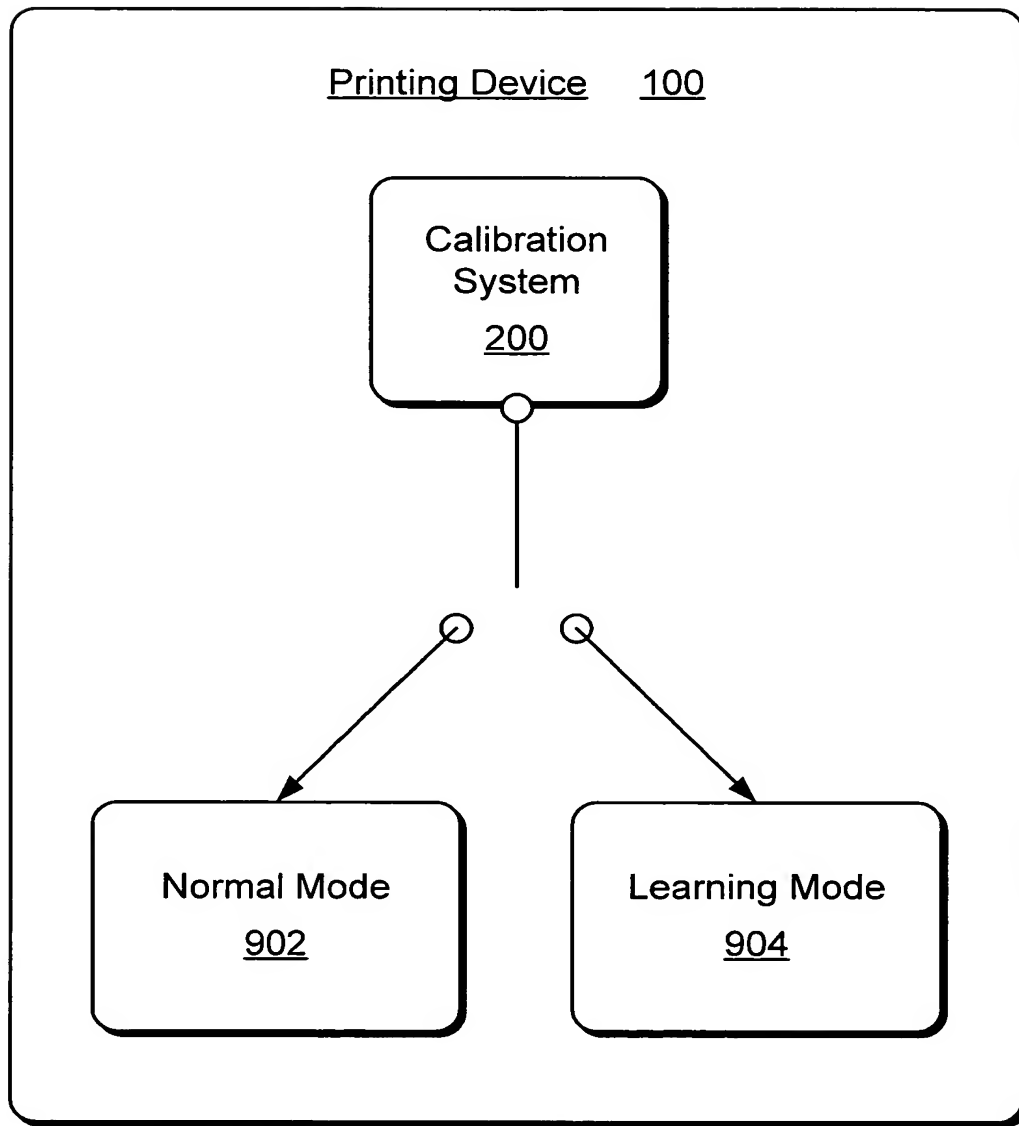 Printing Device 100
Calibration
System
200
Normal Mode
902
Learning Mode
904